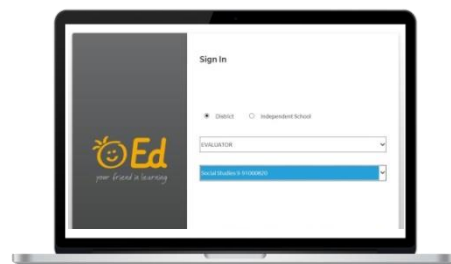 Sign In
District Independent School
EVALUATOR
Ed
your friend in learning